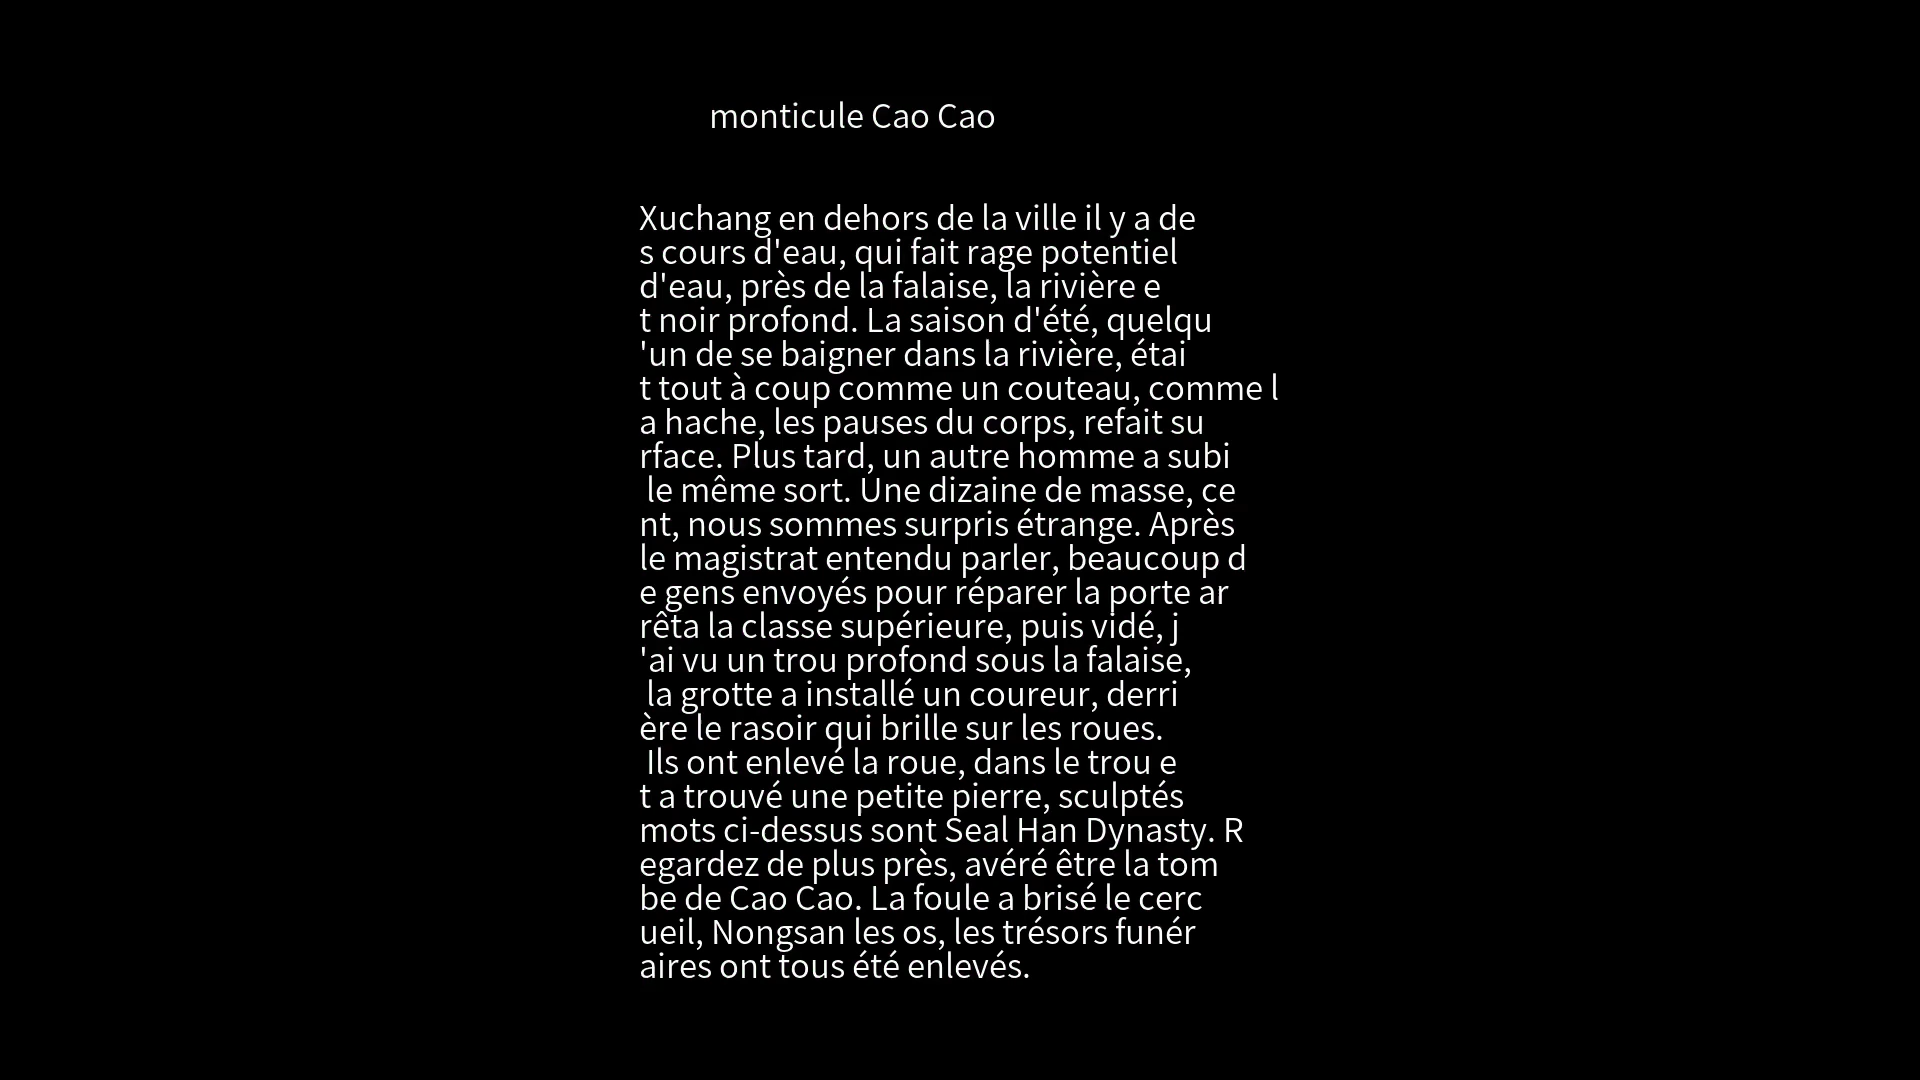 monticule Cao Cao
Xuchang en dehors de la ville il y a de
s cours d'eau, qui fait rage potentiel
d'eau, près de la falaise, la rivière e
t noir profond. La saison d'été, quelqu
'un de se baigner dans la rivière, étai
t tout à coup comme un couteau, comme l
a hache, les pauses du corps, refait su
rface. Plus tard, un autre homme a subi
le même sort. Une dizaine de masse, ce
nt, nous sommes surpris étrange. Après
le magistrat entendu parler, beaucoup d
e gens envoyés pour réparer la porte ar
rêta la classe supérieure, puis vidé, j
'ai vu un trou profond sous la falaise,
la grotte a installé un coureur, derri
ère le rasoir qui brille sur les roues.
Ils ont enlevé la roue, dans le trou e
t a trouvé une petite pierre, sculptés
mots ci-dessus sont Seal Han Dynasty. R
egardez de plus près, avéré être la tom
be de Cao Cao. La foule a brisé le cerc
ueil, Nongsan les os, les trésors funér
aires ont tous été enlevés.